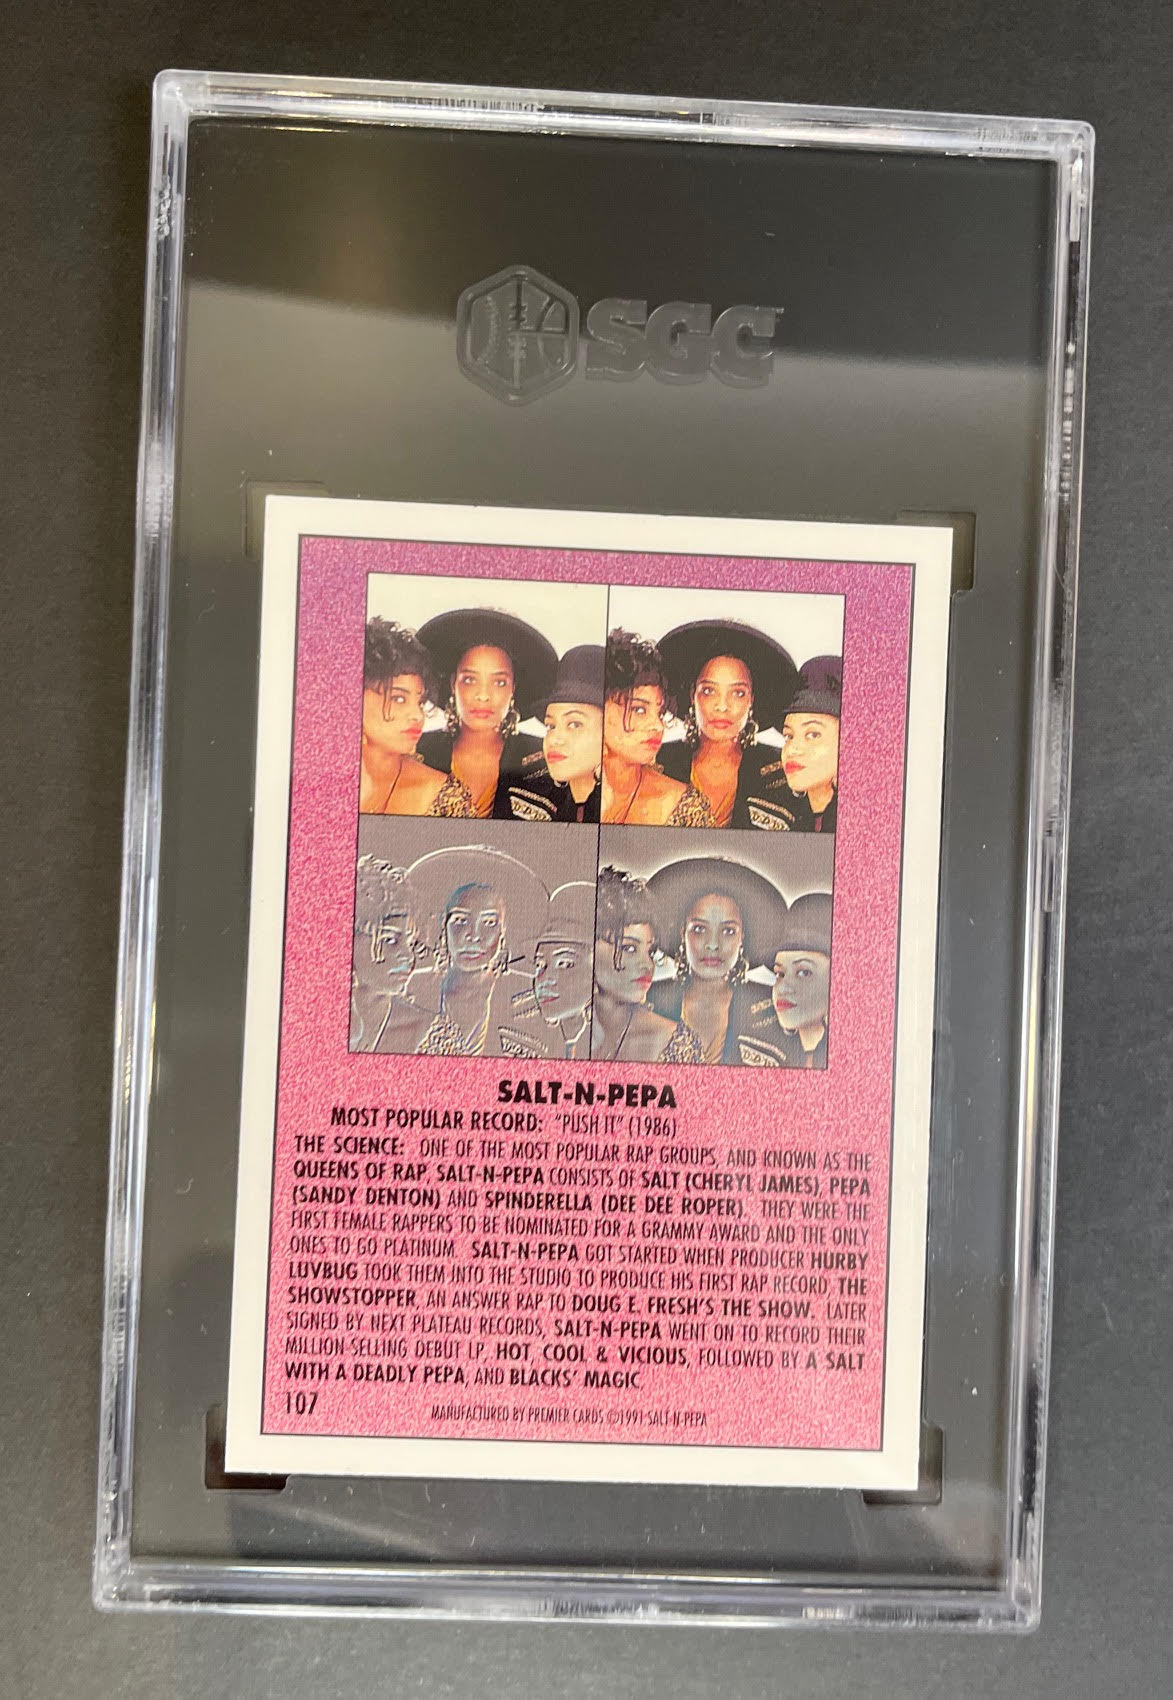 SGC
SALT-N-PEPA
MOST POPULAR RECORD: "PUSH IT" (1986)
THE SCIENCE: ONE OF THE MOST POPULAR RAP GROUPS, AND KNOWN AS THE
QUEENS OF RAP, SALT-N-PEPA CONSISTS OF SALT (CHERYL JAMES), PEPA
(SANDY DENTON) AND SPINDERELLA (DEE DEE ROPER). THEY WERE THE
FIRST FEMALE RAPPERS TO BE NOMINATED FOR A GRAMMY AWARD AND THE ONLY
ONES TO GO PLATINUM. SALT-N-PEPA GOT STARTED WHEN PRODUCER HURBY
LUVBUG TOOK THEM INTO THE STUDIO TO PRODUCE HIS FIRST RAP RECORD, THE
SHOWSTOPPER, AN ANSWER RAP TO DOUG E. FRESH'S THE SHOW. LATER
SIGNED BY NEXT PLATEAU RECORDS, SALT-N-PEPA WENT ON TO RECORD THEIR
MILLION-SELLING DEBUT LP, HOT, COOL & VICIOUS, FOLLOWED BY A SALT
WITH A DEADLY PEPA, AND BLACKS' MAGIC.
107
MANUFACTURED BY PREMIER CARDS ©1991 SALT-N-PEPA